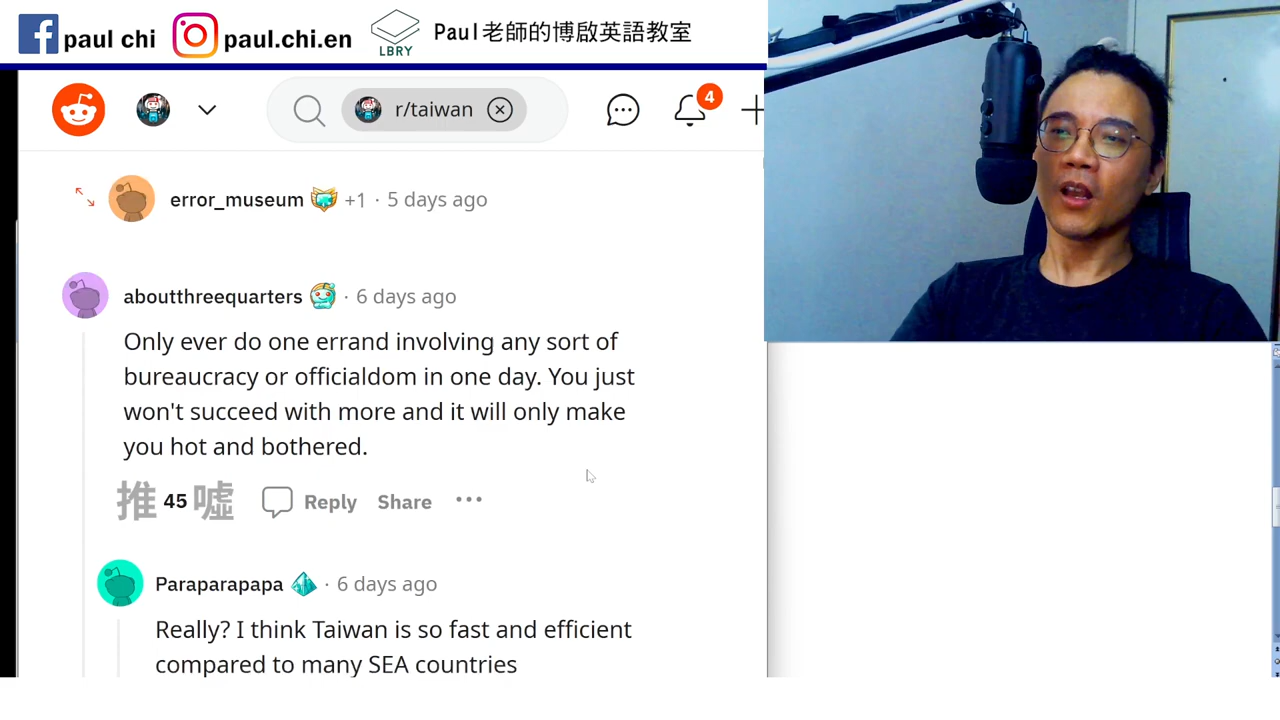 paul chi
paul.chi.en
LBRY
Paul老師的博啟英語教室
r/taiwan
4
error_museum +1 · 5 days ago
aboutthreequarters · 6 days ago
Only ever do one errand involving any sort of
bureaucracy or officialdom in one day. You just
won't succeed with more and it will only make
you hot and bothered.
推 45 噓 Reply Share ···
Paraparapapa · 6 days ago
Really? I think Taiwan is so fast and efficient
compared to many SEA countries